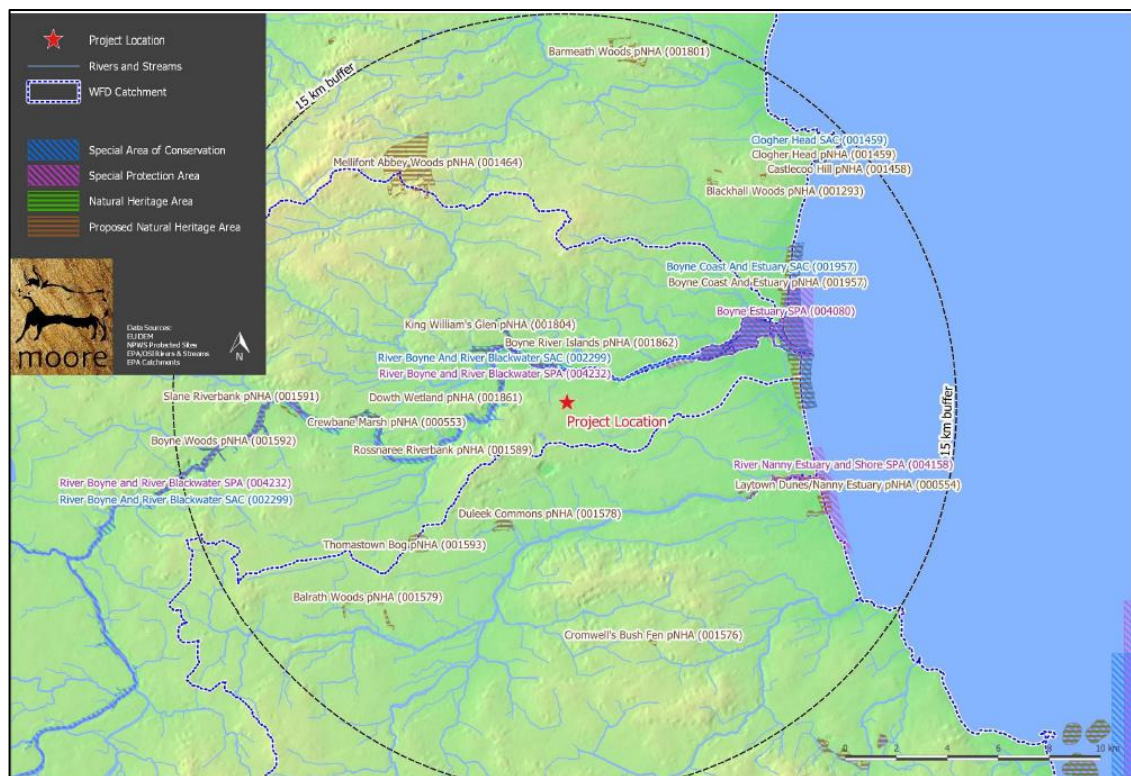 Project Location
Rivers and Streams
WFD Catchment
Special Area of Conservation
Special Protection Area
Natural Heritage Area
Proposed Natural Heritage Area
moore
Data Sources:
EU DEM
NPWS Protected Sites
EPA/OSI Rivers & Streams
EPA Catchments
N
15 km buffer
Barmeath Woods pNHA (001801)
Mellifont Abbey Woods pNHA (001464)
Clogher Head SAC (001459)
Clogher Head pNHA (001459)
Castlecoo Hill pNHA (001458)
Blackhall Woods pNHA (001293)
Boyne Coast And Estuary SAC (001957)
Boyne Coast And Estuary pNHA (001957)
Boyne Estuary SPA (004080)
King William's Glen pNHA (001804)
Boyne River Islands pNHA (001862)
River Boyne And River Blackwater SAC (002299)
River Boyne and River Blackwater SPA (004232)
Slane Riverbank pNHA (001591)
Dowth Wetland pNHA (001861)
Project Location
Crewbane Marsh pNHA (000553)
Boyne Woods pNHA (001592)
Rossnaree Riverbank pNHA (001589)
15 km buffer
River Boyne and River Blackwater SPA (004232)
River Boyne And River Blackwater SAC (002299)
River Nanny Estuary and Shore SPA (004158)
Laytown Dunes/Nanny Estuary pNHA (000554)
Duleek Commons pNHA (001578)
Thomastown Bog pNHA (001593)
Balrath Woods pNHA (001579)
Cromwell's Bush Fen pNHA (001576)
0 2 4 6 8 10 km